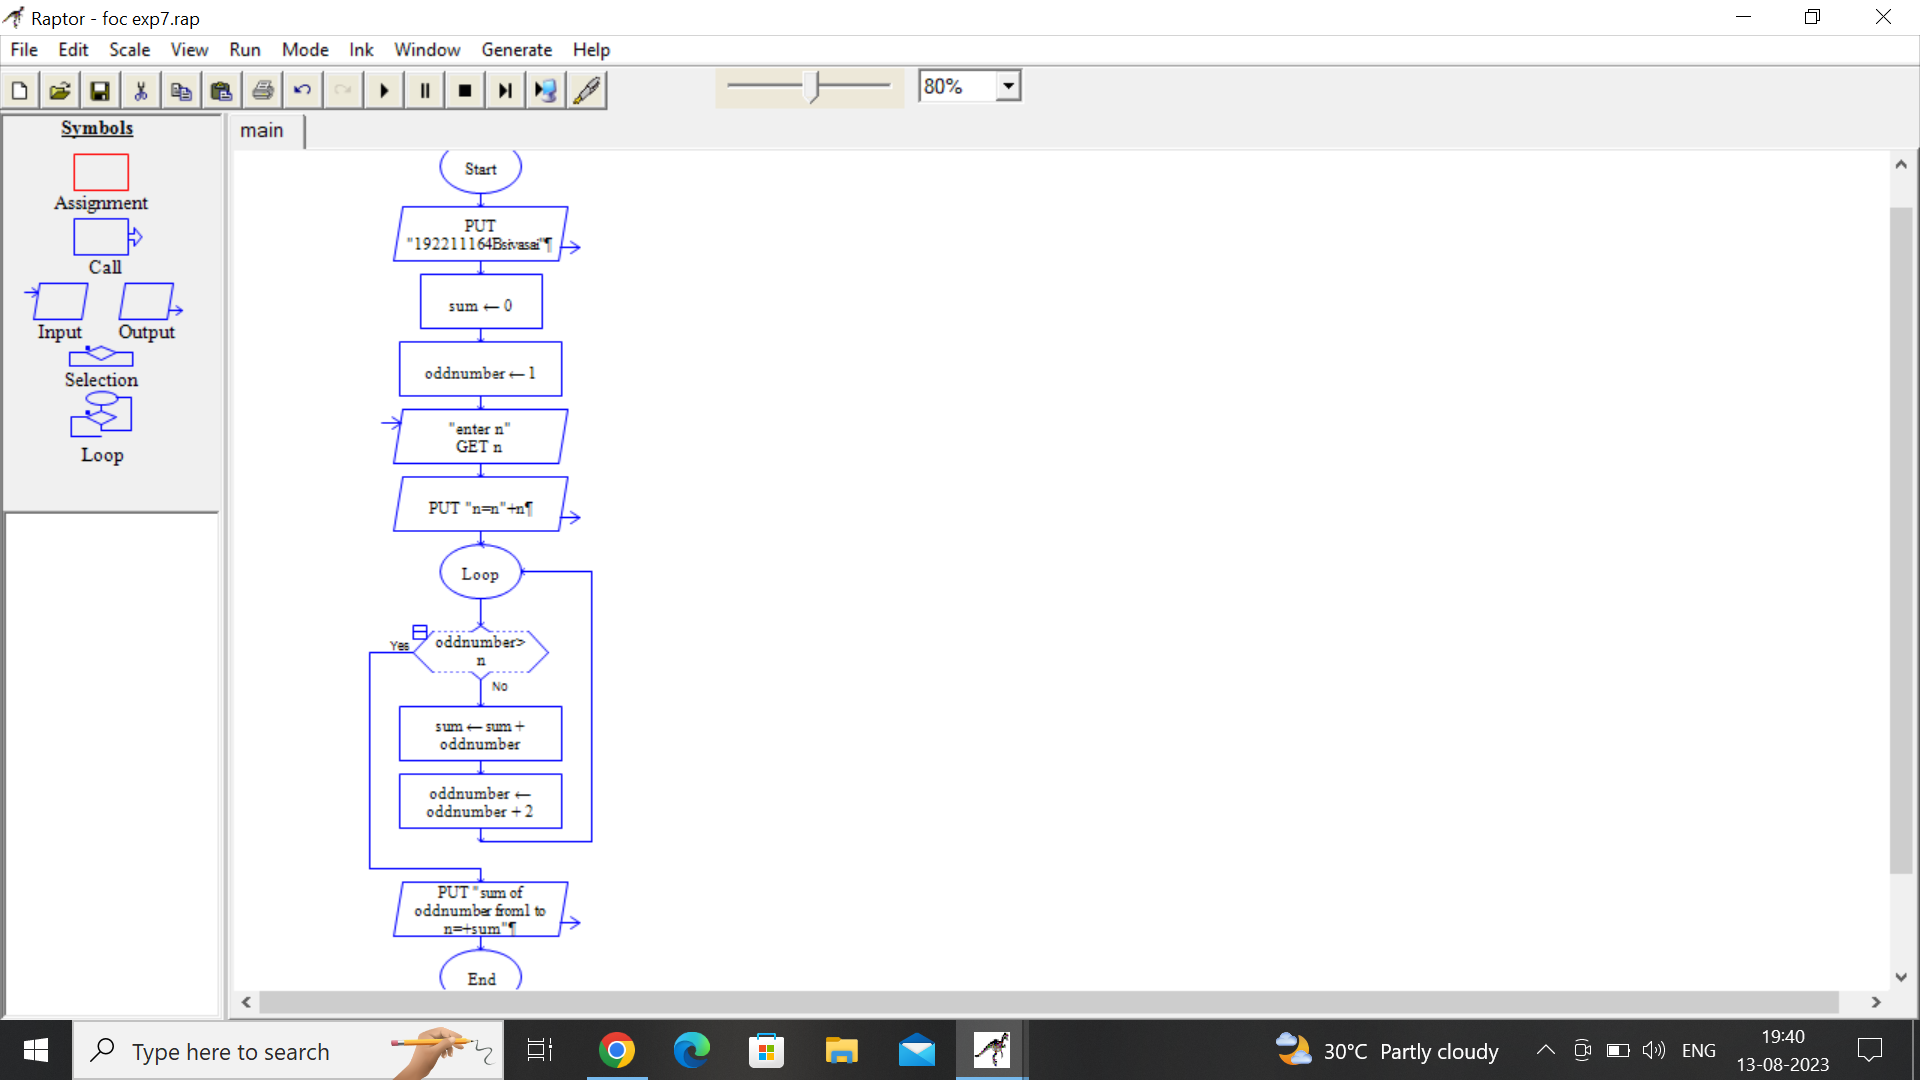 Raptor - foc exp7.rap
File Edit Scale View Run Mode Ink Window Generate Help
80%
Symbols
Assignment
Call
Input Output
Selection
Loop
main
Start
PUT
"192211164Bsivasai"¶
sum ← 0
oddnumber ← 1
"enter n"
GET n
PUT "n=n"+n¶
Loop
Yes
oddnumber>
n
No
sum ← sum +
oddnumber
oddnumber ←
oddnumber + 2
PUT "sum of
oddnumber from1 to
n=+sum"¶
End
Type here to search
30°C Partly cloudy
ENG
19:40
13-08-2023